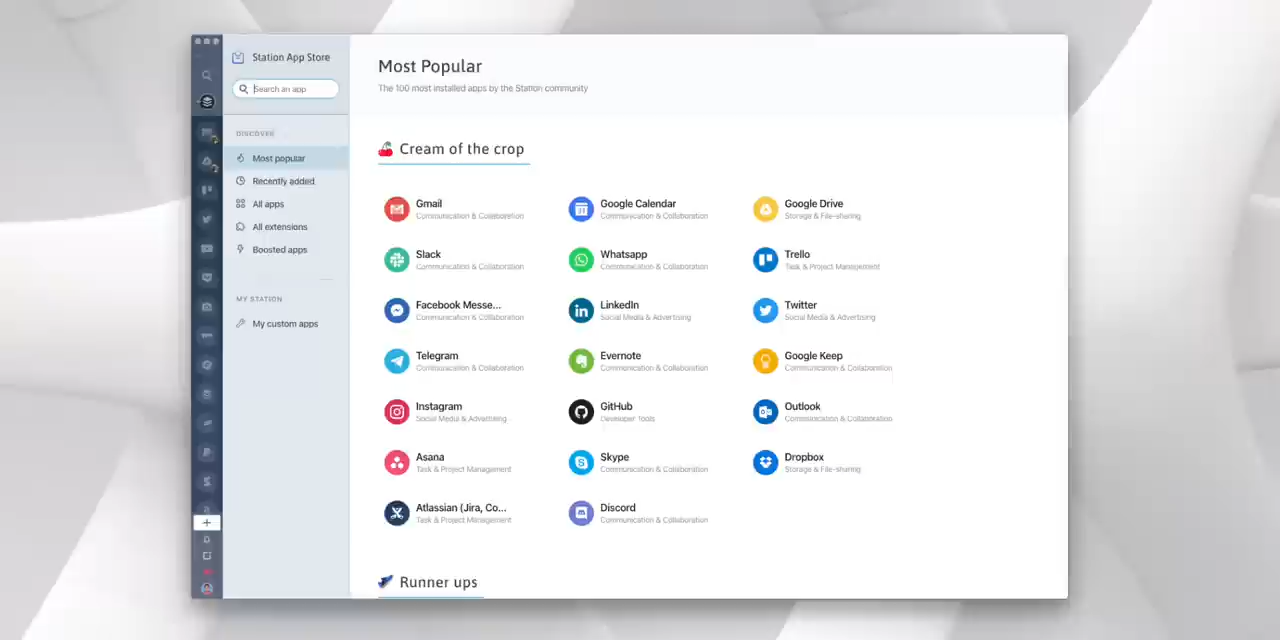 Station App Store
Search an app
DISCOVER
Most popular
Recently added
All apps
All extensions
Boosted apps
MY STATION
My custom apps
Most Popular
The 100 most installed apps by the Station community
Cream of the crop
Gmail
Communication & Collaboration
Google Calendar
Communication & Collaboration
Google Drive
Storage & File-sharing
Slack
Communication & Collaboration
Whatsapp
Communication & Collaboration
Trello
Task & Project Management
Facebook Messe...
Communication & Collaboration
LinkedIn
Social Media & Advertising
Twitter
Social Media & Advertising
Telegram
Communication & Collaboration
Evernote
Communication & Collaboration
Google Keep
Communication & Collaboration
Instagram
Social Media & Advertising
GitHub
Developer Tools
Outlook
Communication & Collaboration
Asana
Task & Project Management
Skype
Communication & Collaboration
Dropbox
Storage & File-sharing
Atlassian (Jira, Co...
Task & Project Management
Discord
Communication & Collaboration
Runner ups